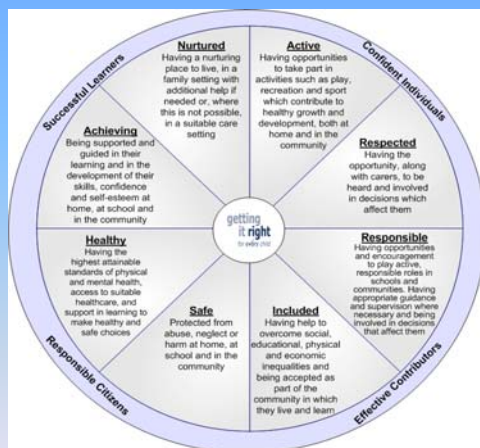 Successful Learners
Confident Individuals
Nurtured
Having a nurturing
place to live, in a
family setting with
additional help if
needed or, where
this is not possible,
in a suitable care
setting
Active
Having opportunities
to take part in
activities such as play,
recreation and sport
which contribute to
healthy growth and
development, both at
home and in the
community
Achieving
Being supported and
guided in their
learning and in the
development of their
skills, confidence
and self-esteem at
home, at school and
in the community
Respected
Having the
opportunity, along
with carers, to be
heard and involved
in decisions which
affect them
getting
it right
for every child
Healthy
Having the
highest attainable
standards of physical
and mental health,
access to suitable
healthcare, and
support in learning to
make healthy and
safe choices
Responsible
Having opportunities
and encouragement
to play active,
responsible roles in
schools and
communities. Having
appropriate guidance
and supervision where
necessary and being
involved in decisions
that affect them
Safe
Protected from
abuse, neglect or
harm at home, at
school and in the
community
Included
Having help to
overcome social,
educational, physical
and economic
inequalities and
being accepted as
part of the
community in which
they live and learn
Responsible Citizens
Effective Contributors